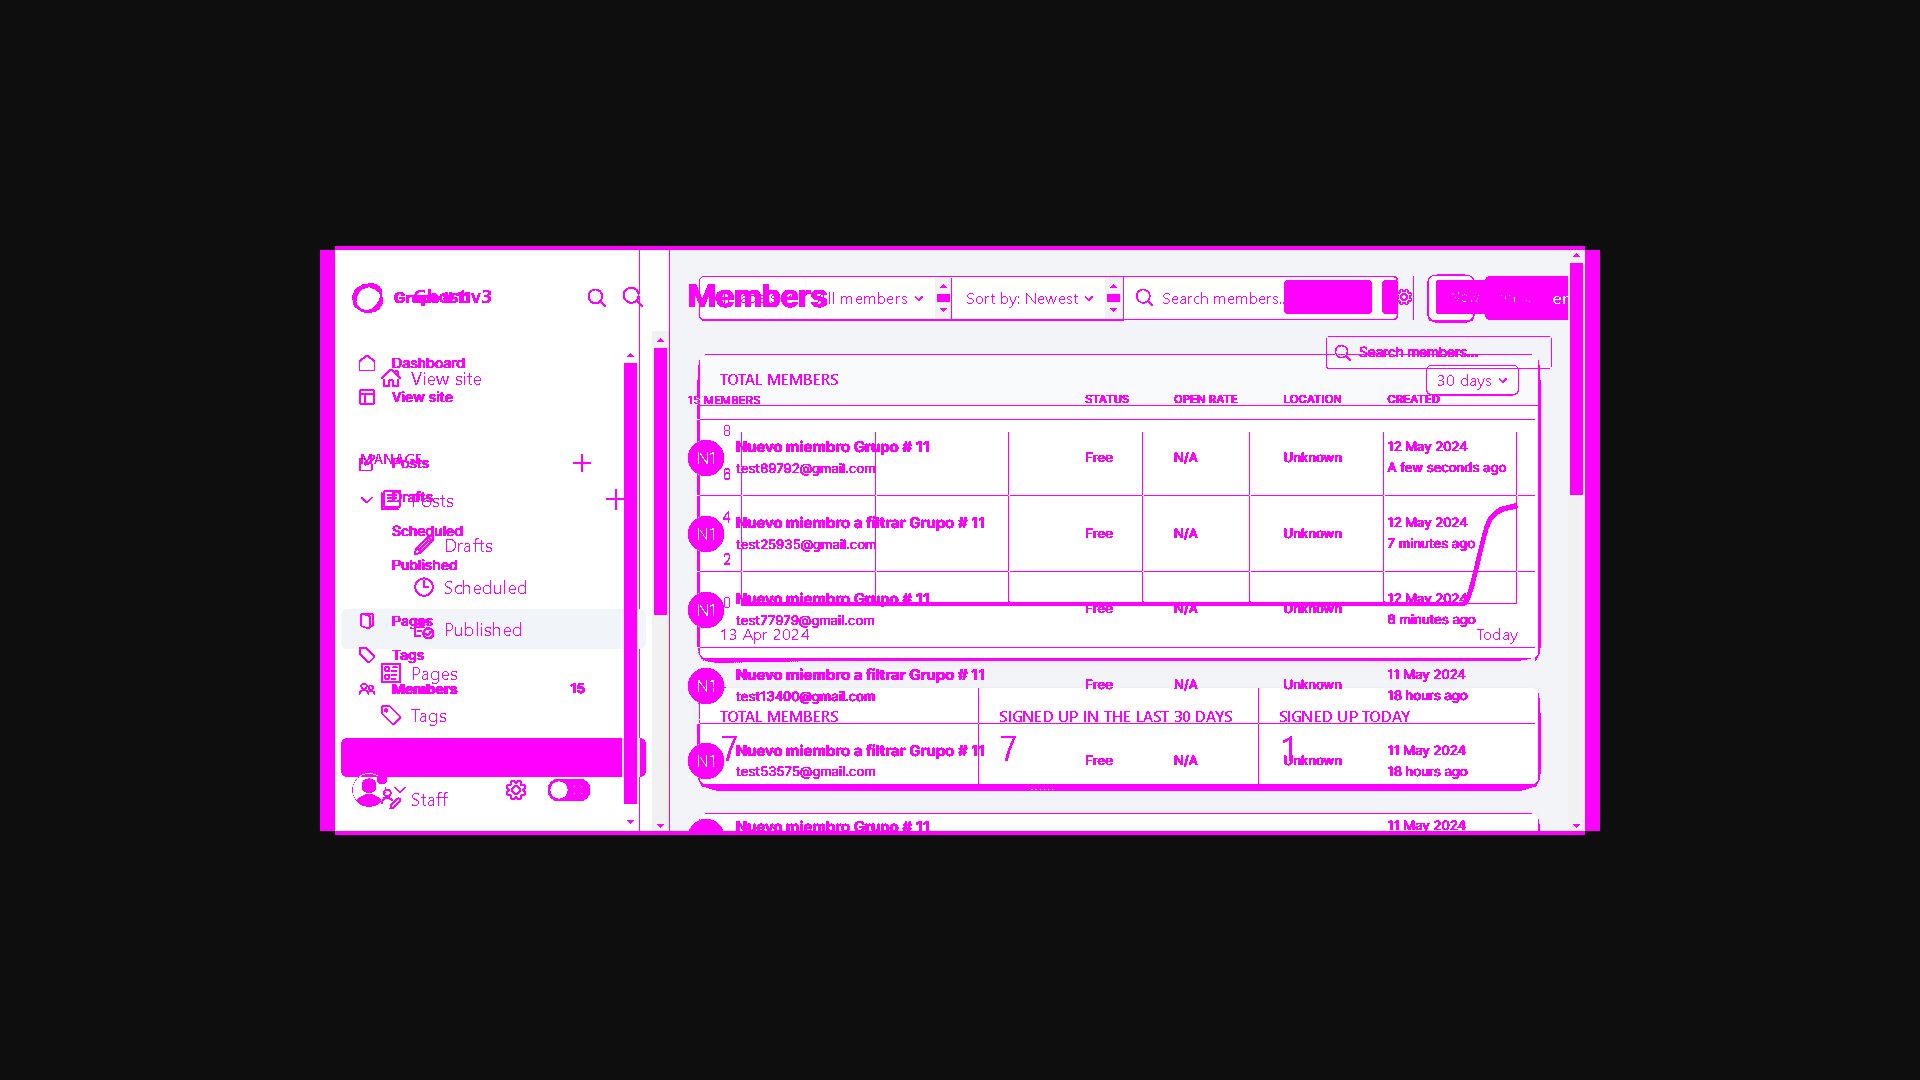 Members
All members
Sort by: Newest
Search members...
Search members...
Dashboard
View site
View site
MANAGE
Posts
Drafts
Posts
Scheduled
Drafts
Published
Scheduled
Pages
Published
Tags
Pages
Members 15
Tags
Staff
TOTAL MEMBERS
30 days
15 MEMBERS STATUS OPEN RATE LOCATION CREATED
8
6
4
2
0
N1 Nuevo miembro Grupo # 11 Free N/A Unknown 12 May 2024
test89792@gmail.com A few seconds ago
N1 Nuevo miembro a filtrar Grupo # 11 Free N/A Unknown 12 May 2024
test25935@gmail.com 7 minutes ago
N1 Nuevo miembro Grupo # 11 Free N/A Unknown 12 May 2024
test77979@gmail.com 8 minutes ago
13 Apr 2024 Today
Nuevo miembro a filtrar Grupo # 11 Free N/A Unknown 11 May 2024
N1 test13400@gmail.com 18 hours ago
TOTAL MEMBERS SIGNED UP IN THE LAST 30 DAYS SIGNED UP TODAY
7 7 1
N1 Nuevo miembro a filtrar Grupo # 11 Free N/A Unknown 11 May 2024
test53575@gmail.com 18 hours ago
Nuevo miembro Grupo # 11 11 May 2024